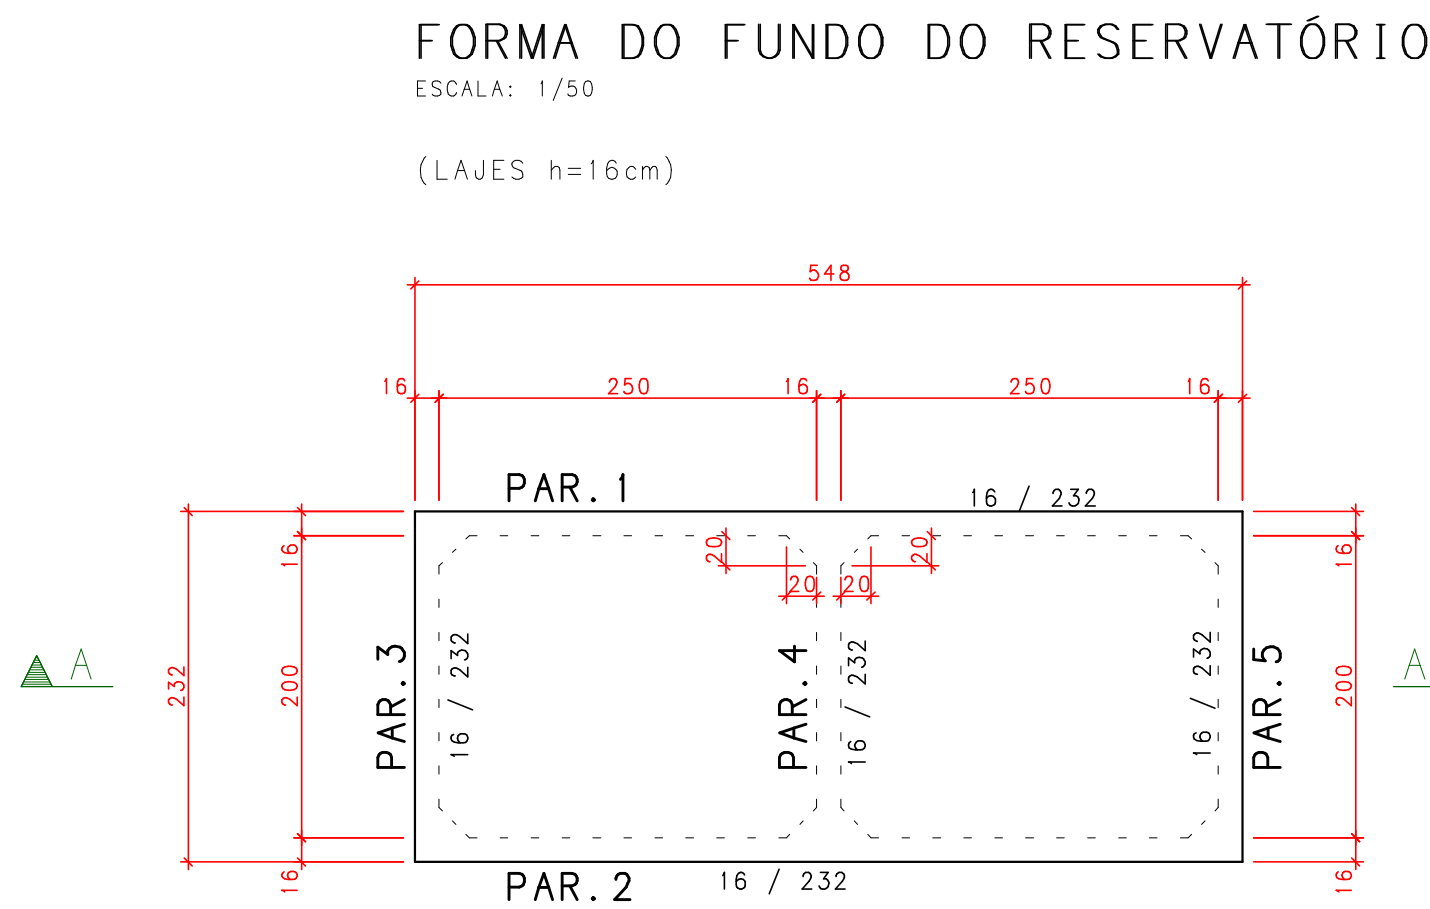 FORMA DO FUNDO DO RESERVATÓRIO
ESCALA: 1/50
(LAJES h=16cm)
548
16 250 16 250 16
PAR. 1
16 / 232
16 20 20 16
20 20
PAR. 3
16 / 232
PAR. 4
16 / 232
16 / 232
PAR. 5
A
232
200
200
A
16
PAR. 2
16 / 232
16